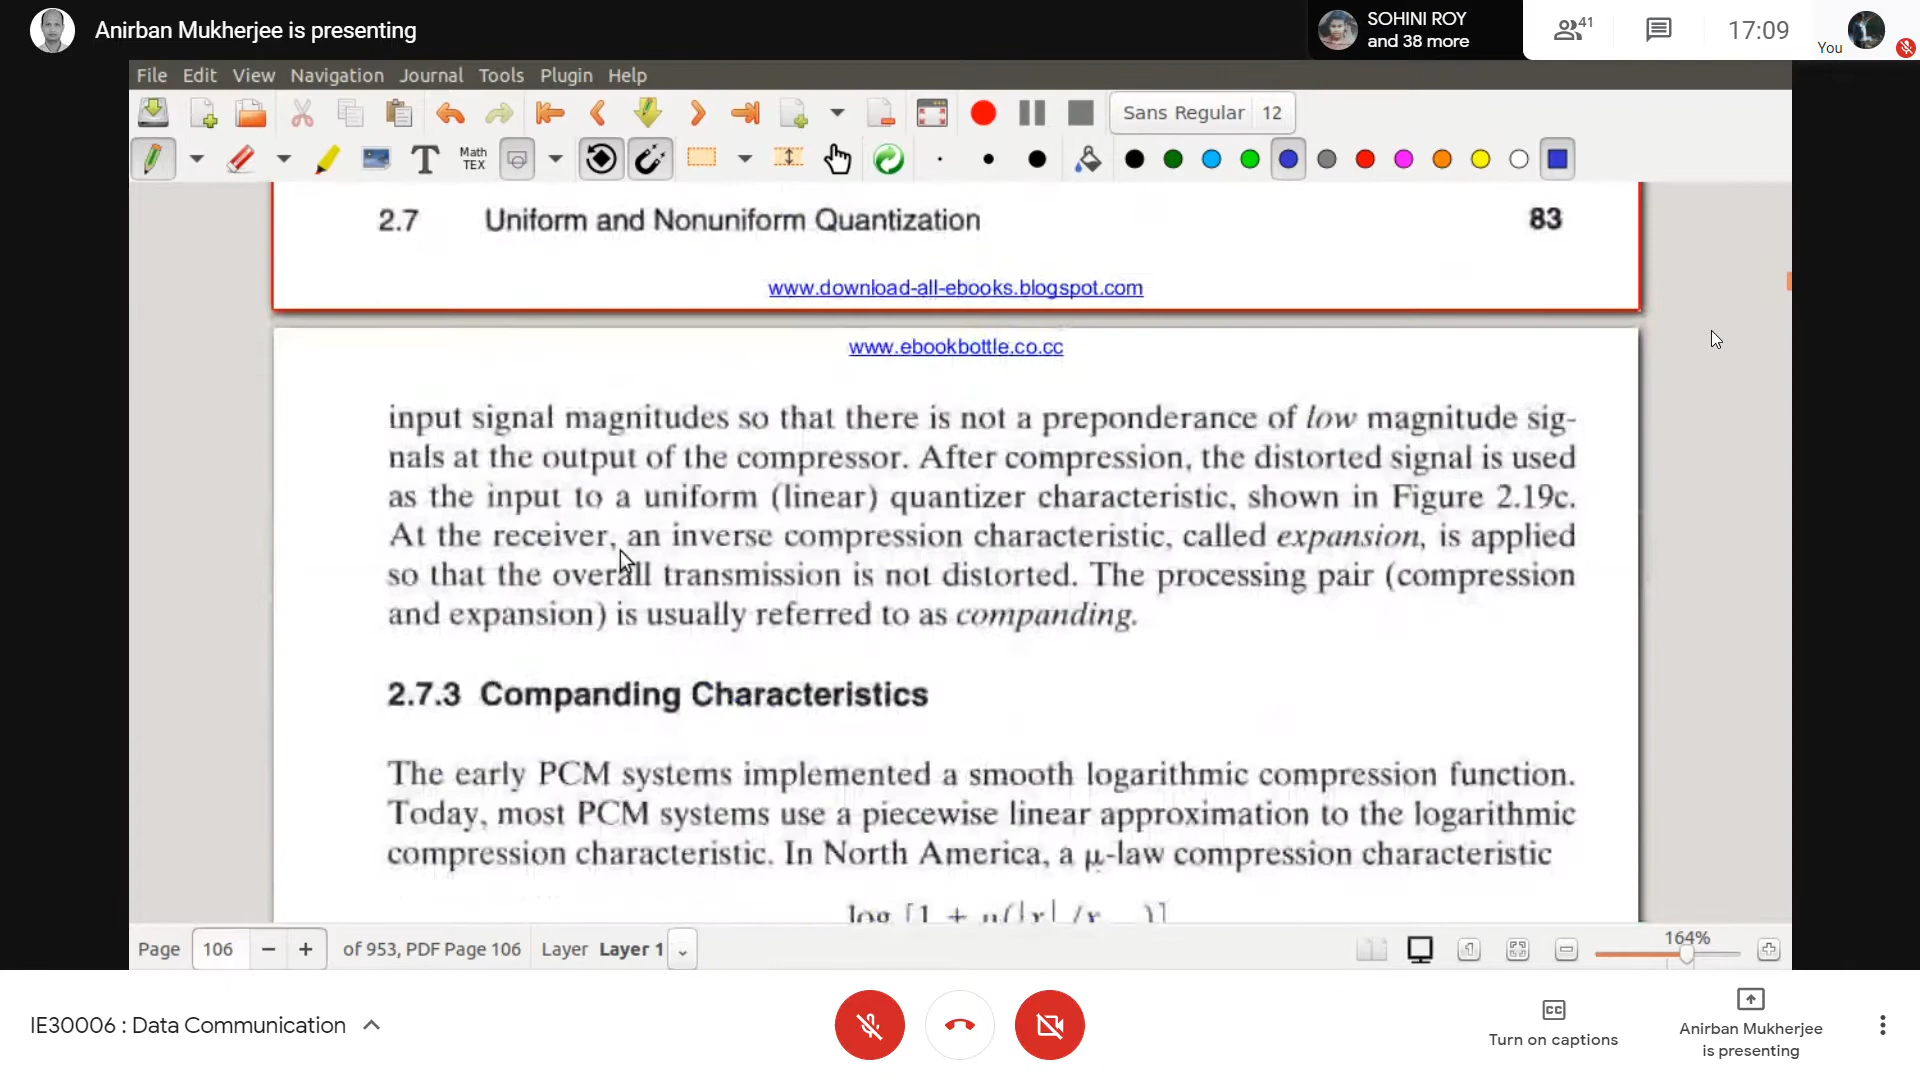 Anirban Mukherjee is presenting
SOHINI ROY
and 38 more
41
17:09
You
File Edit View Navigation Journal Tools Plugin Help
Sans Regular 12
Math
TEX
2.7 Uniform and Nonuniform Quantization 83
www.download-all-ebooks.blogspot.com
www.ebookbottle.co.cc
input signal magnitudes so that there is not a preponderance of low magnitude sig-
nals at the output of the compressor. After compression, the distorted signal is used
as the input to a uniform (linear) quantizer characteristic, shown in Figure 2.19c.
At the receiver, an inverse compression characteristic, called expansion, is applied
so that the overall transmission is not distorted. The processing pair (compression
and expansion) is usually referred to as companding.
2.7.3 Companding Characteristics
The early PCM systems implemented a smooth logarithmic compression function.
Today, most PCM systems use a piecewise linear approximation to the logarithmic
compression characteristic. In North America, a μ-law compression characteristic
Page 106 − + of 953, PDF Page 106 Layer Layer 1
164%
IE30006 : Data Communication
CC
Turn on captions
Anirban Mukherjee
is presenting